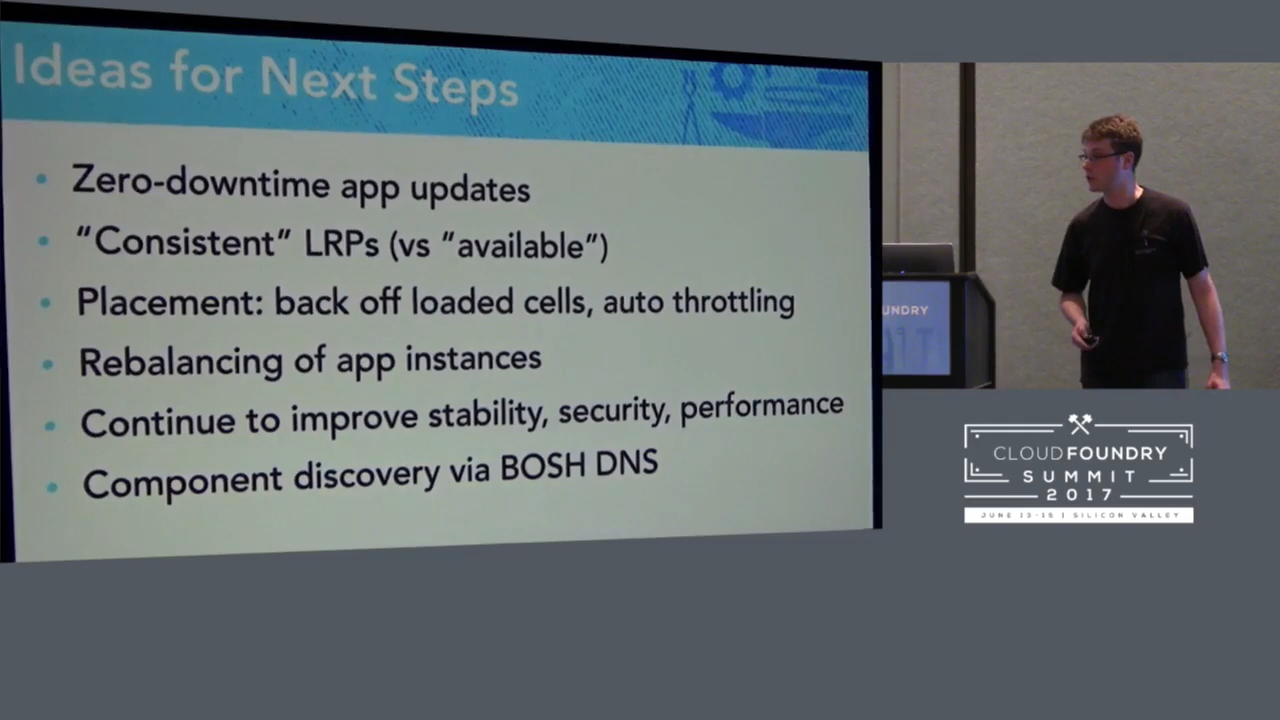 Ideas for Next Steps
Zero-downtime app updates
"Consistent" LRPs (vs "available")
Placement: back off loaded cells, auto throttling
Rebalancing of app instances
Continue to improve stability, security, performance
Component discovery via BOSH DNS
UNDRY
CLOUDFOUNDRY
SUMMIT
2017
JUNE 13-15 | SILICON VALLEY